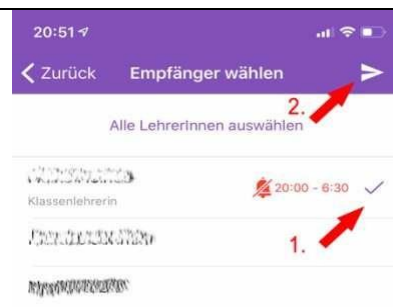 20:51
Zurück Empfänger wählen
2.
Alle LehrerInnen auswählen
Klassenlehrerin
20:00 - 6:30
1.